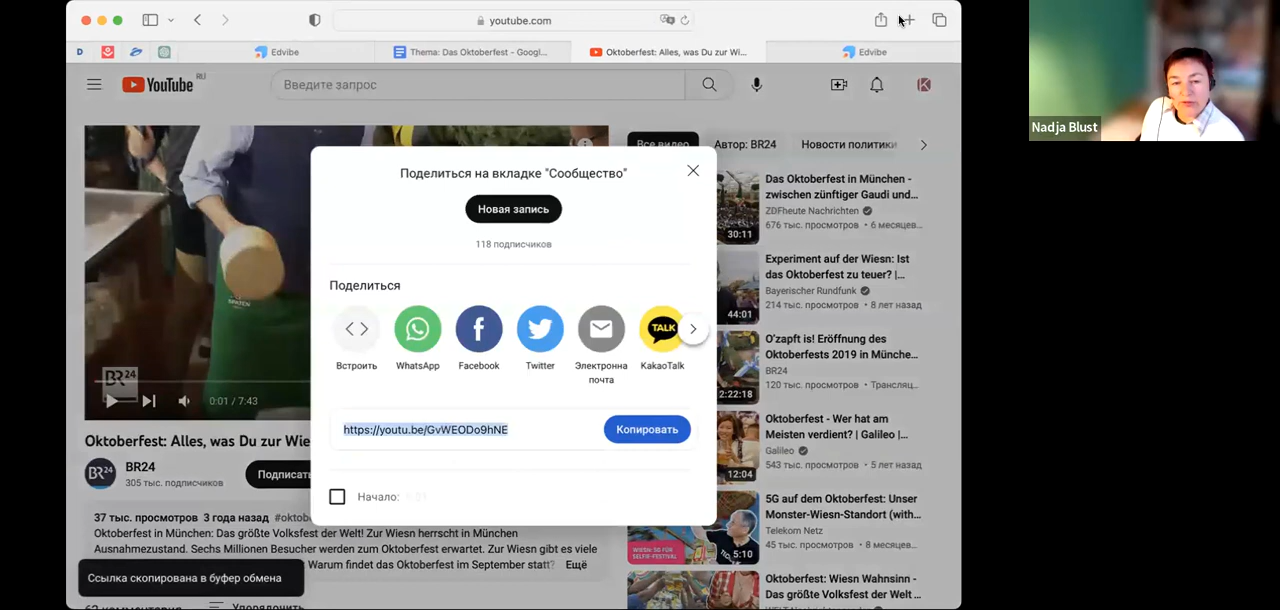 youtube.com
D
Edvibe
Thema: Das Oktoberfest - Googl...
Oktoberfest: Alles, was Du zur Wi...
Edvibe
YouTube RU
Введите запрос
Nadja Blust
Все видео
Автор: BR24
Новости политики
Поделиться на вкладке "Сообщество"
Новая запись
118 подписчиков
Поделиться
Встроить
WhatsApp
Facebook
Twitter
Электронна
почта
TALK
KakaoTalk
https://youtu.be/GvWEODo9hNE
Копировать
Начало:
SPATEN
BR24
0:01 / 7:43
Oktoberfest: Alles, was Du zur Wie
BR24
BR24
305 тыс. подписчиков
Подписать
37 тыс. просмотров 3 года назад #oktob
Oktoberfest in München: Das größte Volksfest der Welt! Zur Wiesn herrscht in München
Ausnahmezustand. Sechs Millionen Besucher werden zum Oktoberfest erwartet. Zur Wiesn gibt es viele
Warum findet das Oktoberfest im September statt? Ещё
Ссылка скопирована в буфер обмена
Упорядочить
Das Oktoberfest in München -
zwischen zünftiger Gaudi und...
ZDFheute Nachrichten
676 тыс. просмотров • 6 месяцев...
30:11
Experiment auf der Wiesn: Ist
das Oktoberfest zu teuer? |...
Bayerischer Rundfunk
214 тыс. просмотров • 8 лет назад
44:01
O'zapft is! Eröffnung des
Oktoberfests 2019 in Münche...
BR24
120 тыс. просмотров • Трансляц...
2:22:18
Oktoberfest - Wer hat am
Meisten verdient? | Galileo |...
Galileo
543 тыс. просмотров • 5 лет назад
12:04
5G auf dem Oktoberfest: Unser
Monster-Wiesn-Standort (with...
Telekom Netz
45 тыс. просмотров • 8 месяцев...
5:10
Oktoberfest: Wiesn Wahnsinn -
Das größte Volksfest der Welt ...